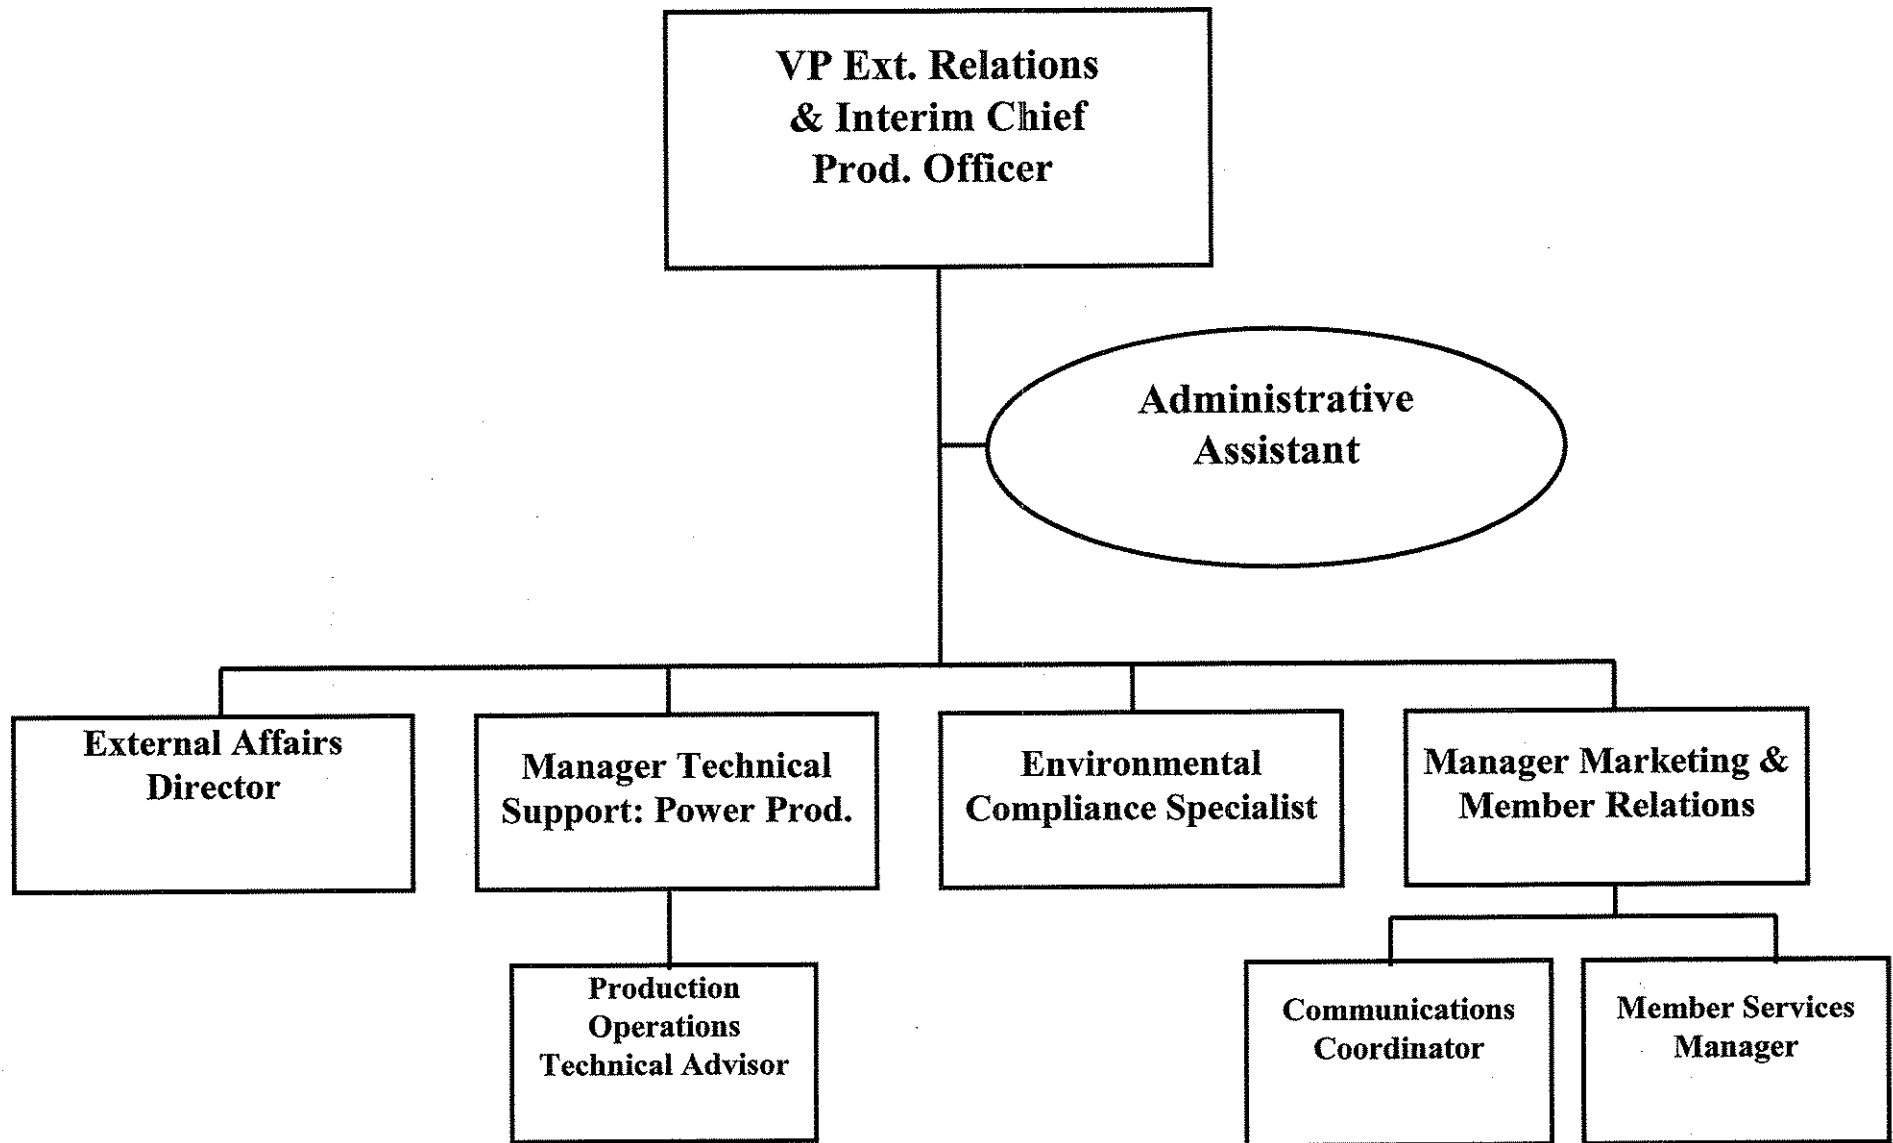 VP Ext. Relations
& Interim Chief
Prod. Officer
Administrative
Assistant
External Affairs
Director
Manager Technical
Support: Power Prod.
Environmental
Compliance Specialist
Manager Marketing &
Member Relations
Production
Operations
Technical Advisor
Communications
Coordinator
Member Services
Manager